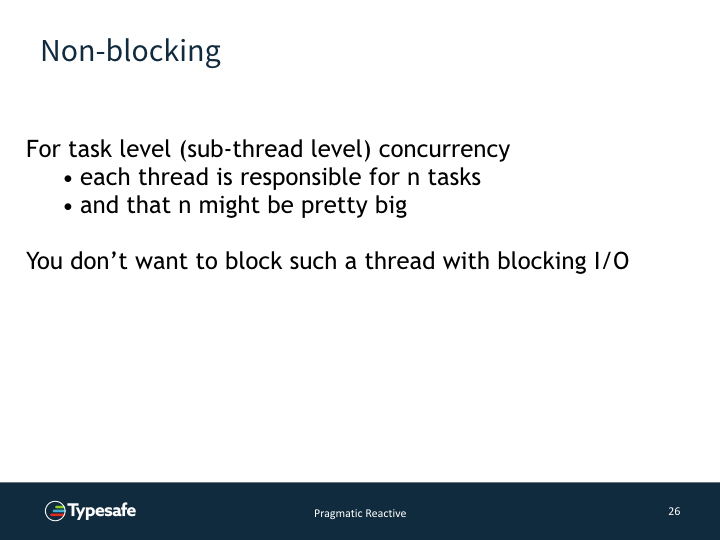 Non-blocking
For task level (sub-thread level) concurrency
• each thread is responsible for n tasks
• and that n might be pretty big
You don’t want to block such a thread with blocking I/O
Typesafe
Pragmatic Reactive
26